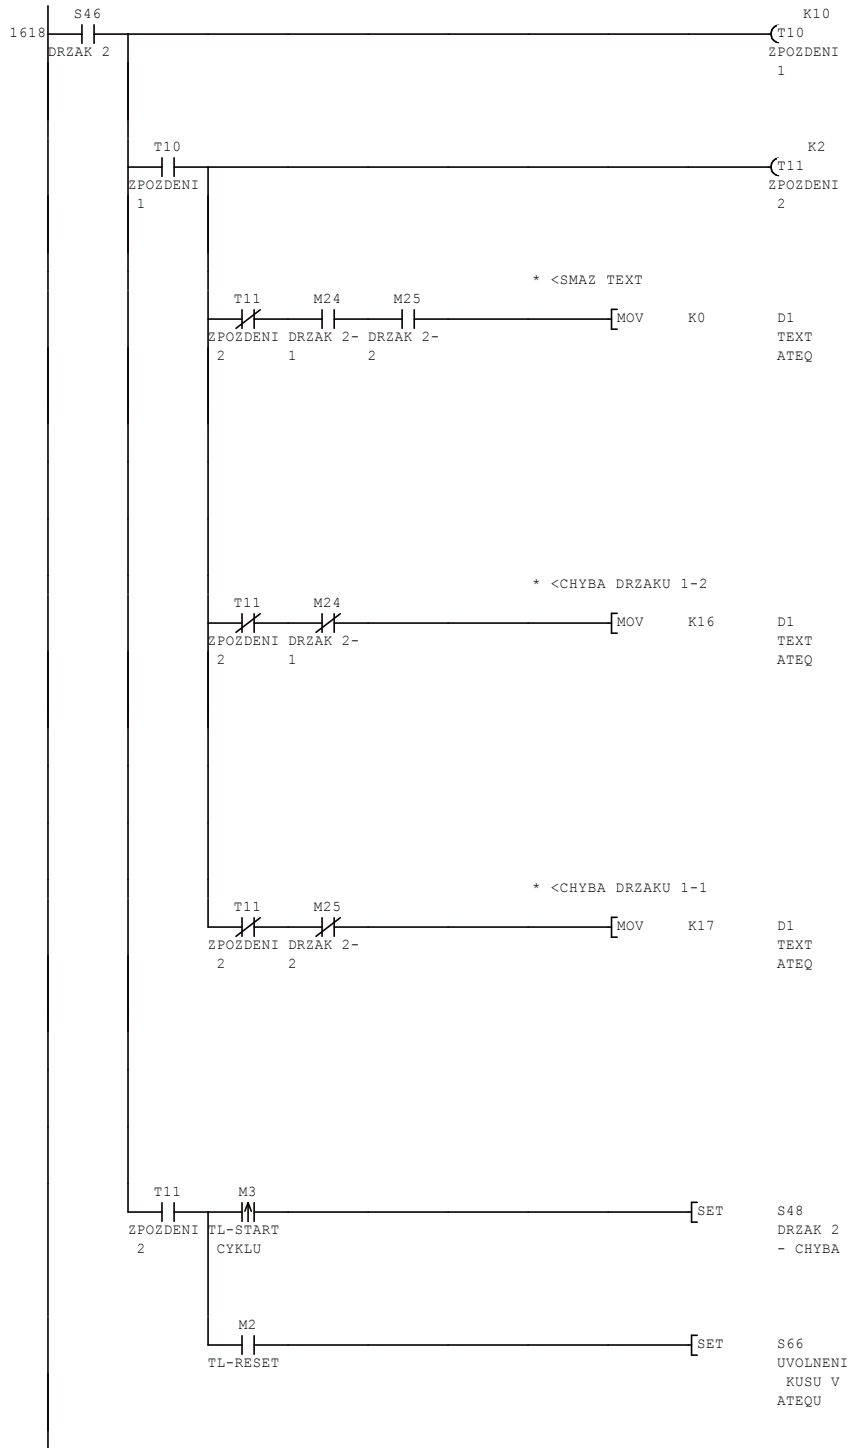 S46 K10
1618 T10
DRZAK 2 ZPOZDENI
1
T10 K2
T11
ZPOZDENI ZPOZDENI
1 2
* <SMAZ TEXT
T11 M24 M25
MOV K0 D1
ZPOZDENI DRZAK 2- DRZAK 2- TEXT
2 1 2 ATEQ
* <CHYBA DRZAKU 1-2
T11 M24
MOV K16 D1
ZPOZDENI DRZAK 2- TEXT
2 1 ATEQ
* <CHYBA DRZAKU 1-1
T11 M25
MOV K17 D1
ZPOZDENI DRZAK 2- TEXT
2 2 ATEQ
T11 M3
SET S48
ZPOZDENI TL-START DRZAK 2
2 CYKLU - CHYBA
M2
SET S66
TL-RESET UVOLNENI
KUSU V
ATEQU